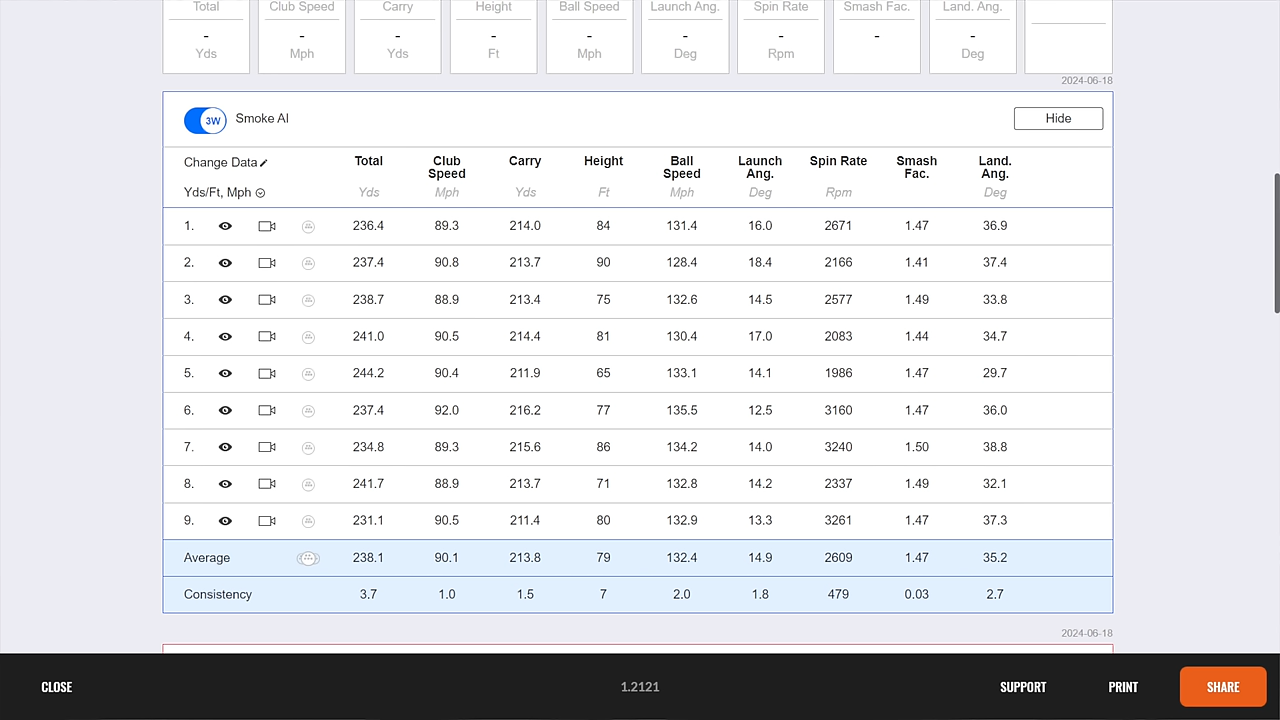 Total Club Speed Carry Height Ball Speed Launch Ang. Spin Rate Smash Fac. Land. Ang.
- - - - - - - - -
Yds Mph Yds Ft Mph Deg Rpm Deg
2024-06-18
3W Smoke AI Hide
Change Data Total Club Speed Carry Height Ball Speed Launch Ang. Spin Rate Smash Fac. Land. Ang.
Yds/Ft, Mph Yds Mph Yds Ft Mph Deg Rpm Deg
1. 236.4 89.3 214.0 84 131.4 16.0 2671 1.47 36.9
2. 237.4 90.8 213.7 90 128.4 18.4 2166 1.41 37.4
3. 238.7 88.9 213.4 75 132.6 14.5 2577 1.49 33.8
4. 241.0 90.5 214.4 81 130.4 17.0 2083 1.44 34.7
5. 244.2 90.4 211.9 65 133.1 14.1 1986 1.47 29.7
6. 237.4 92.0 216.2 77 135.5 12.5 3160 1.47 36.0
7. 234.8 89.3 215.6 86 134.2 14.0 3240 1.50 38.8
8. 241.7 88.9 213.7 71 132.8 14.2 2337 1.49 32.1
9. 231.1 90.5 211.4 80 132.9 13.3 3261 1.47 37.3
Average 238.1 90.1 213.8 79 132.4 14.9 2609 1.47 35.2
Consistency 3.7 1.0 1.5 7 2.0 1.8 479 0.03 2.7
2024-06-18
CLOSE 1.2121 SUPPORT PRINT SHARE